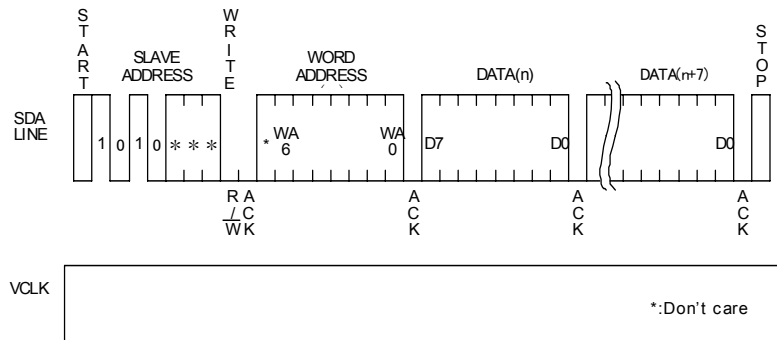 START
WRITE
STOP
SLAVE
ADDRESS
WORD
ADDRESS
DATA(n)
DATA(n+7)
SDA
LINE
1 0 1 0 * * *
* WA
6
WA
0
D7
D0
D0
R/W
ACK
ACK
ACK
ACK
VCLK
*:Don't care